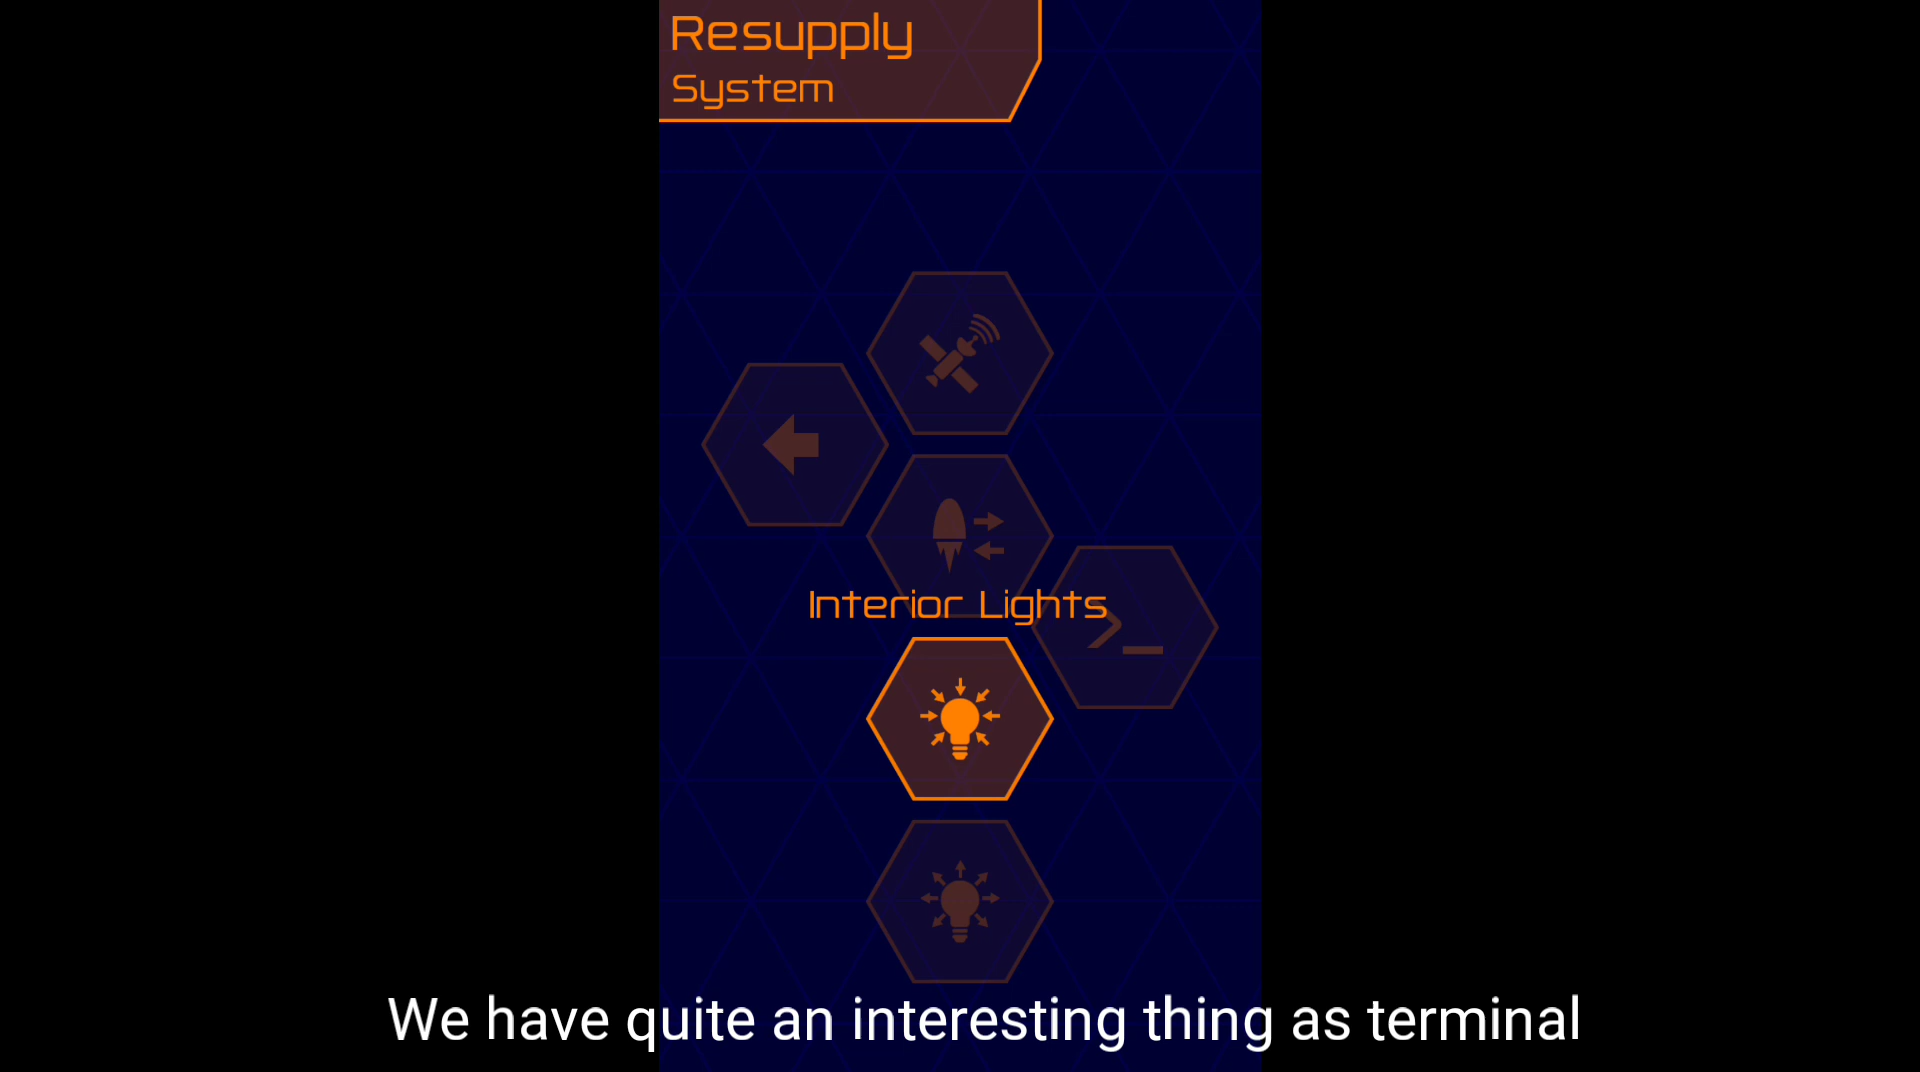 Resupply
System
Interior Lights
>_
We have quite an interesting thing as terminal